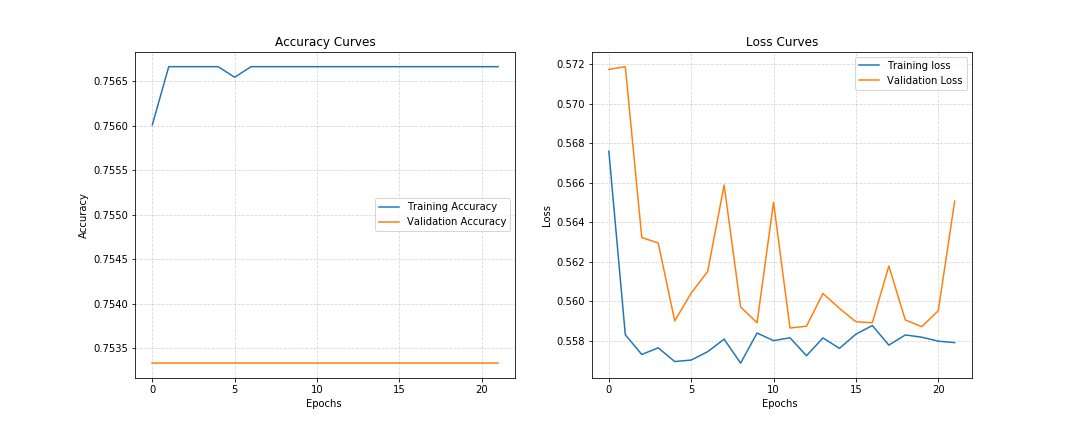 Accuracy Curves
0.7565
0.7560
0.7555
0.7550
0.7545
0.7540
0.7535
Accuracy
Training Accuracy
Validation Accuracy
0 5 10 15 20
Epochs
Loss Curves
0.572
0.570
0.568
0.566
0.564
0.562
0.560
0.558
Loss
Training loss
Validation Loss
0 5 10 15 20
Epochs